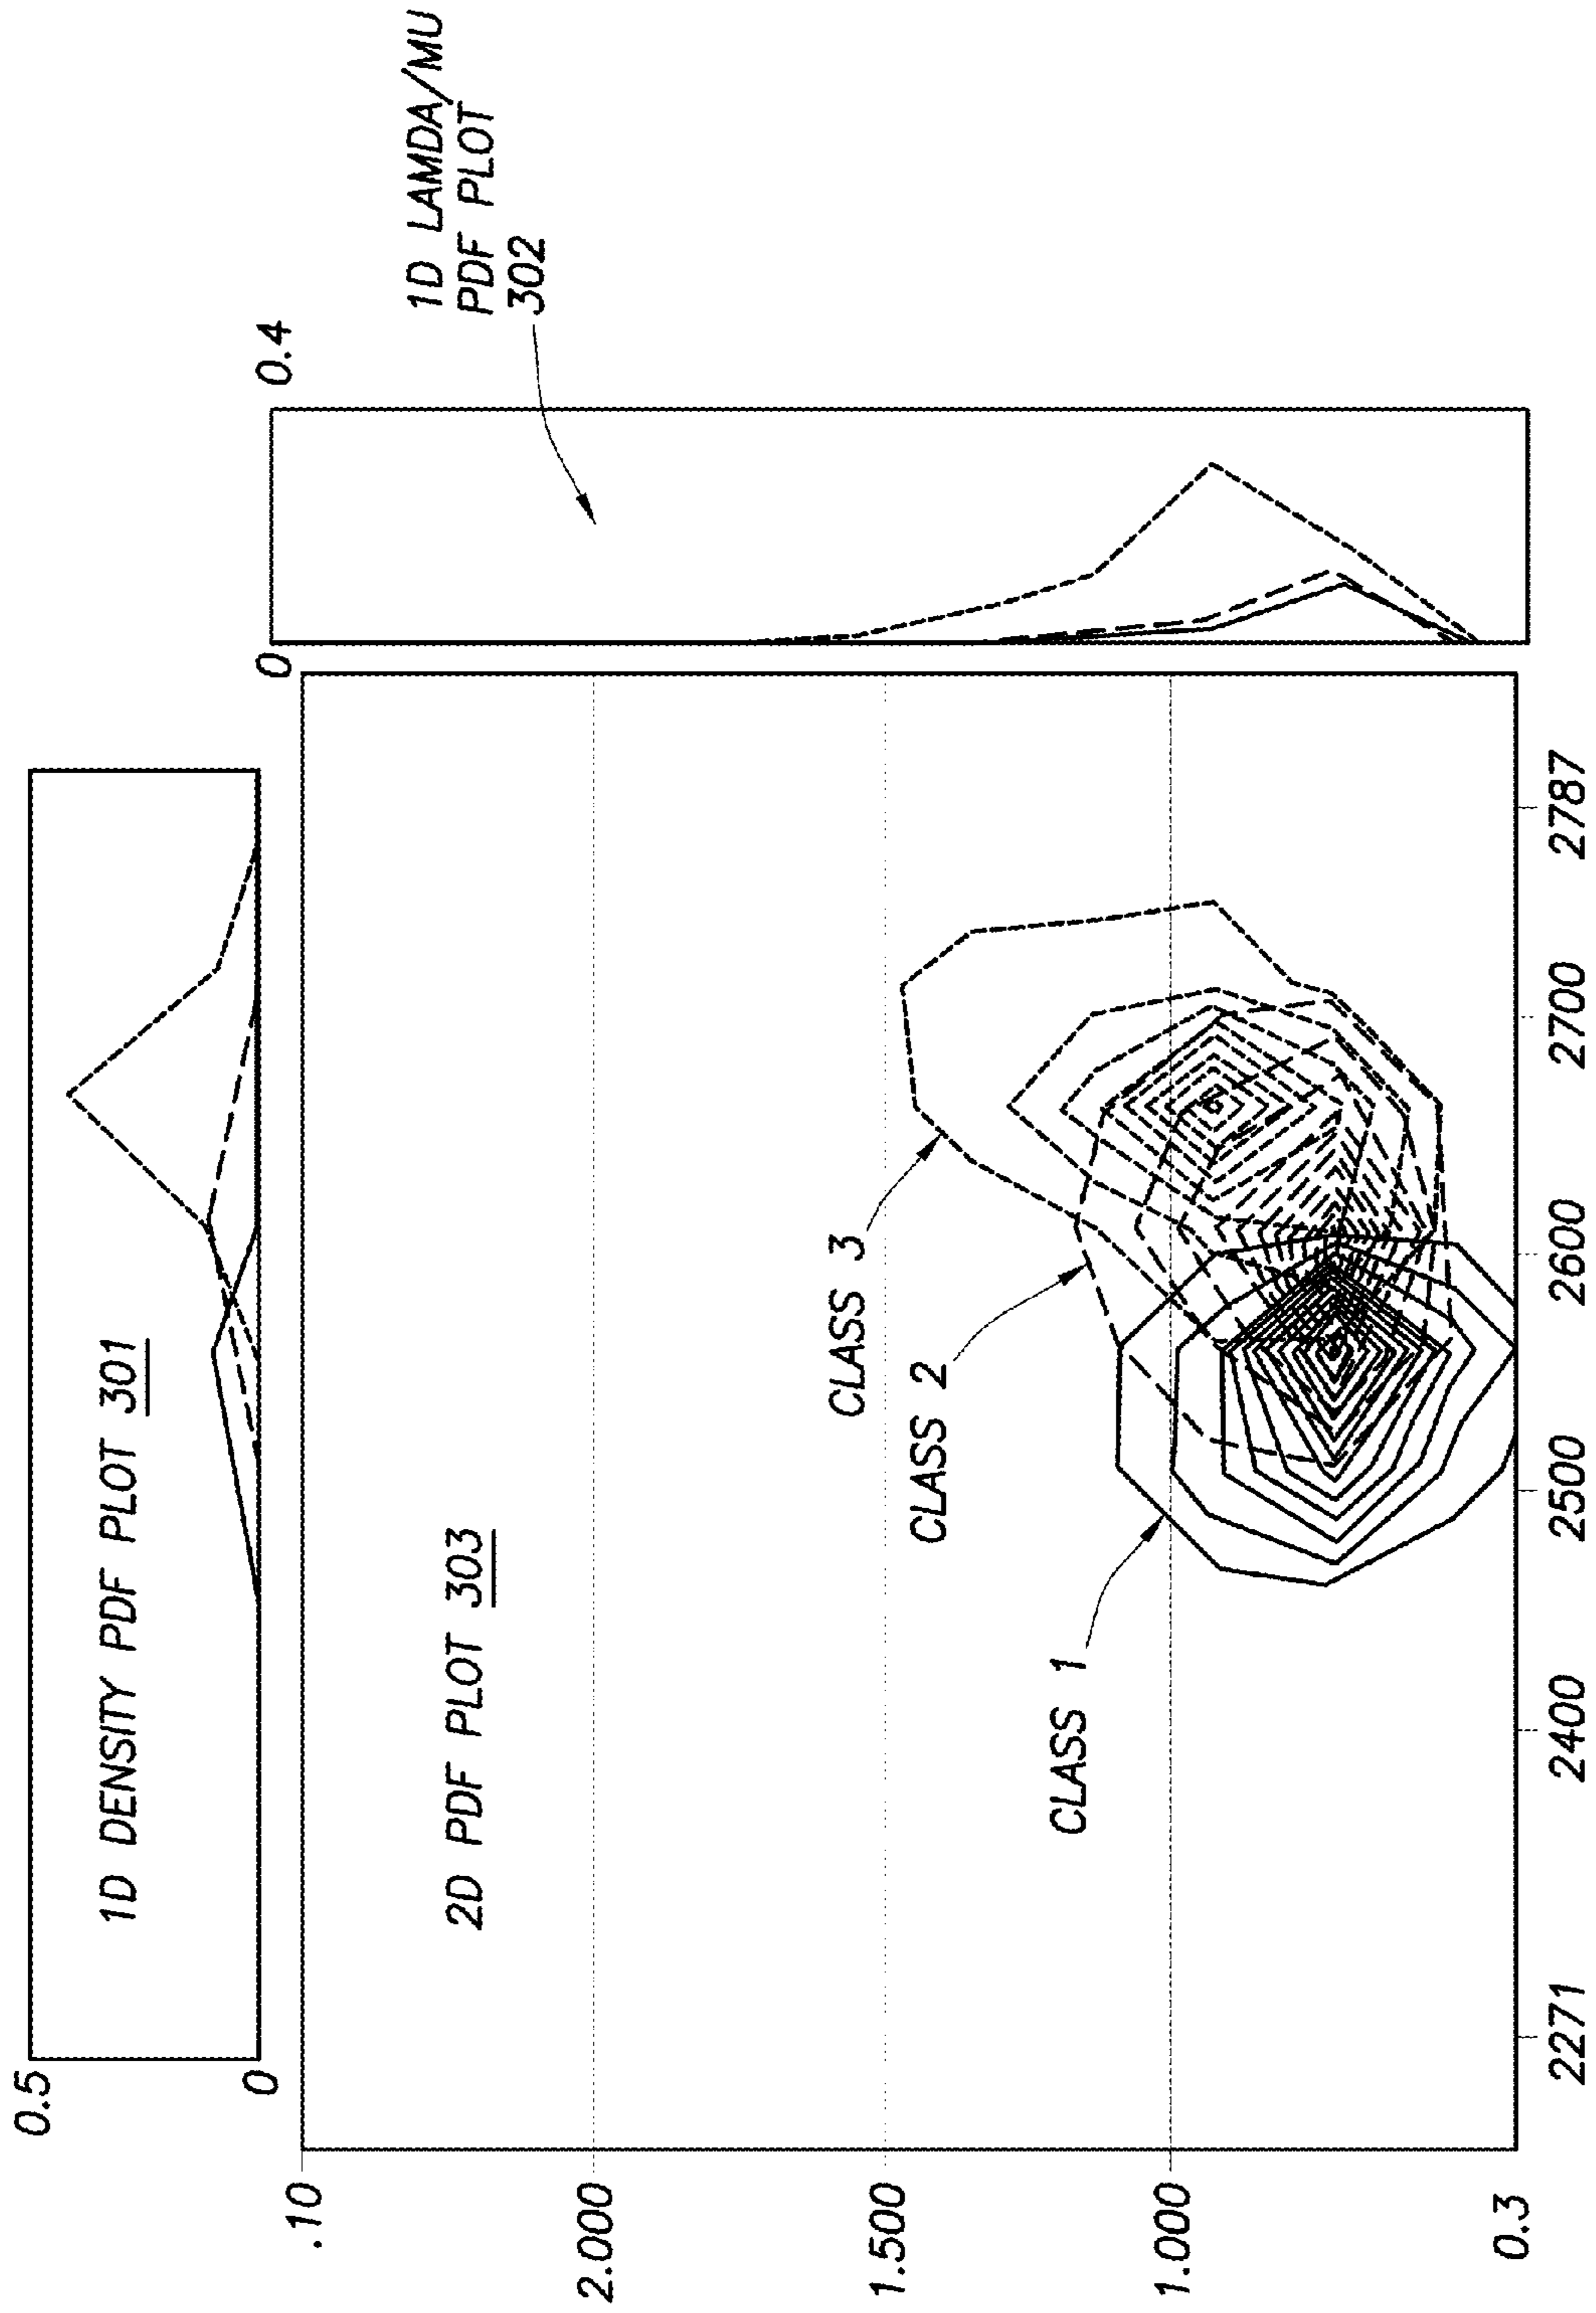 0.5
1D DENSITY PDF PLOT 301
0
0
0.4
1D LAMDA/MU
PDF PLOT
302
.10
2D PDF PLOT 303
2.000
CLASS 3
1.500
CLASS 2
CLASS 1
1.000
0.3
2271
2400
2500
2600
2700
2787